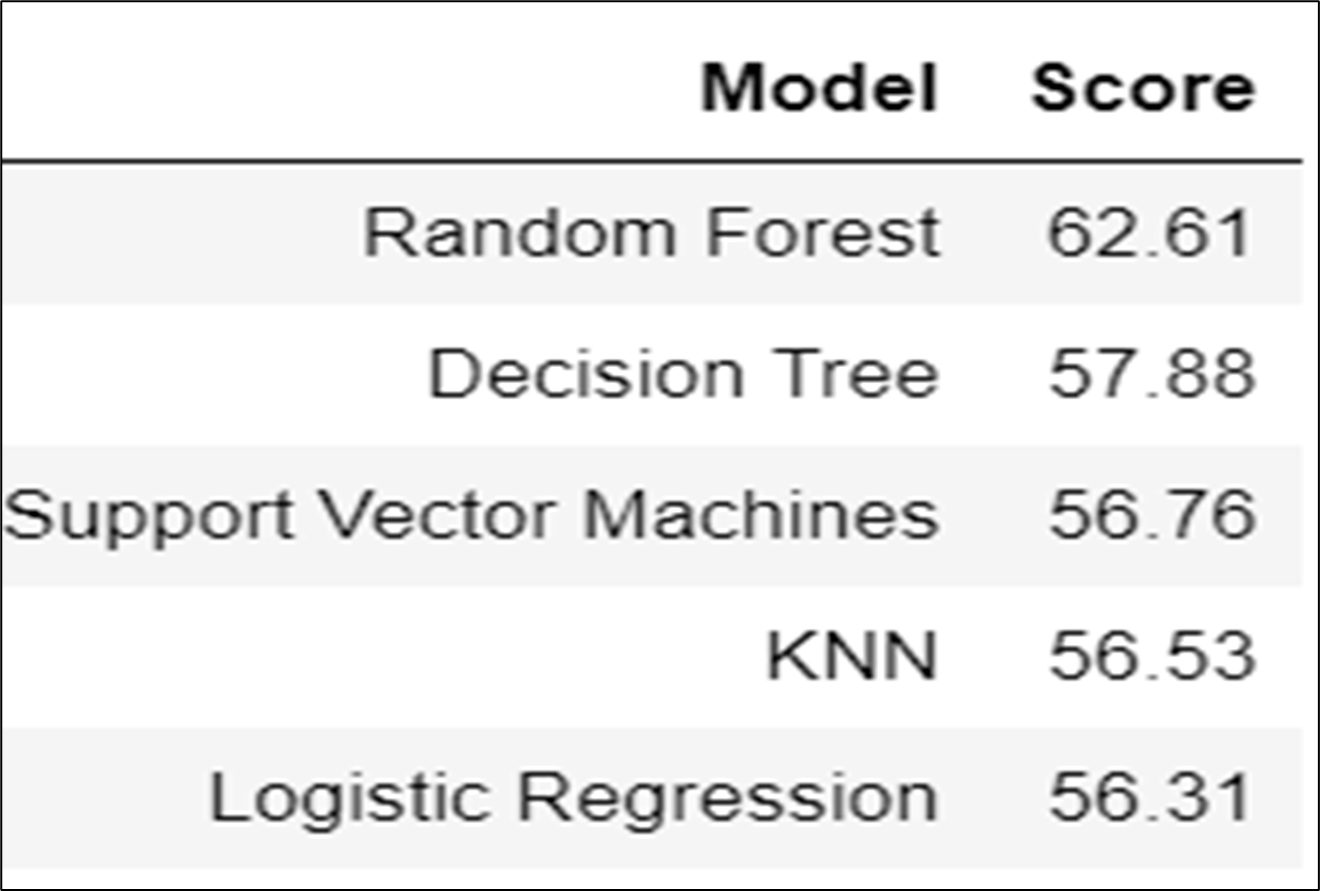 Model Score
Random Forest 62.61
Decision Tree 57.88
Support Vector Machines 56.76
KNN 56.53
Logistic Regression 56.31